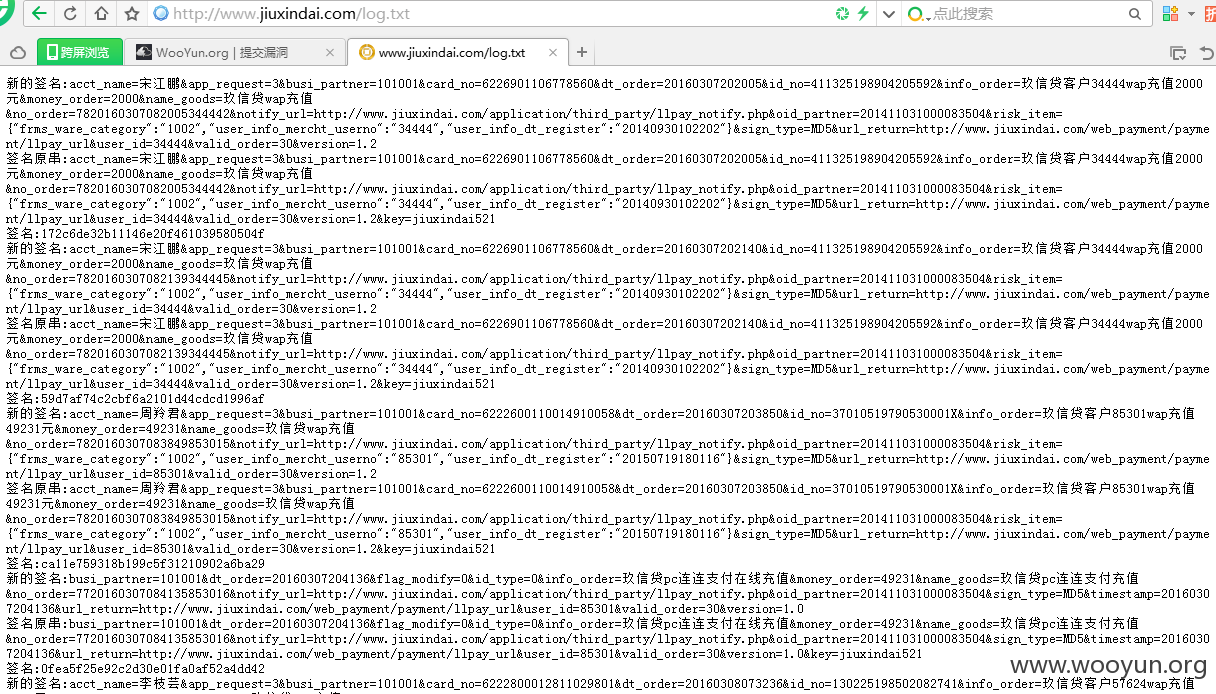 http://www.jiuxindai.com/log.txt
点此搜索
跨屏浏览
WooYun.org | 提交漏洞
www.jiuxindai.com/log.txt
新的签名:acct_name=宋江鹏&app_request=3&busi_partner=101001&card_no=6226901106778560&dt_order=20160307202005&id_no=411325198904205592&info_order=玖信贷客户34444wap充值2000
元&money_order=2000&name_goods=玖信贷wap充值
&no_order=7820160307082005344442&notify_url=http://www.jiuxindai.com/application/third_party/llpay_notify.php&oid_partner=201411031000083504&risk_item=
{"frms_ware_category":"1002","user_info_mercht_userno":"34444","user_info_dt_register":"20140930102202"}&sign_type=MD5&url_return=http://www.jiuxindai.com/web_payment/payme
nt/llpay_url&user_id=34444&valid_order=30&version=1.2
签名原串:acct_name=宋江鹏&app_request=3&busi_partner=101001&card_no=6226901106778560&dt_order=20160307202005&id_no=411325198904205592&info_order=玖信贷客户34444wap充值2000
元&money_order=2000&name_goods=玖信贷wap充值
&no_order=7820160307082005344442&notify_url=http://www.jiuxindai.com/application/third_party/llpay_notify.php&oid_partner=201411031000083504&risk_item=
{"frms_ware_category":"1002","user_info_mercht_userno":"34444","user_info_dt_register":"20140930102202"}&sign_type=MD5&url_return=http://www.jiuxindai.com/web_payment/payme
nt/llpay_url&user_id=34444&valid_order=30&version=1.2&key=jiuxindai521
签名:172c6de32b11146e20f461039580504f
新的签名:acct_name=宋江鹏&app_request=3&busi_partner=101001&card_no=6226901106778560&dt_order=20160307202140&id_no=411325198904205592&info_order=玖信贷客户34444wap充值2000
元&money_order=2000&name_goods=玖信贷wap充值
&no_order=7820160307082139344445&notify_url=http://www.jiuxindai.com/application/third_party/llpay_notify.php&oid_partner=201411031000083504&risk_item=
{"frms_ware_category":"1002","user_info_mercht_userno":"34444","user_info_dt_register":"20140930102202"}&sign_type=MD5&url_return=http://www.jiuxindai.com/web_payment/payme
nt/llpay_url&user_id=34444&valid_order=30&version=1.2
签名原串:acct_name=宋江鹏&app_request=3&busi_partner=101001&card_no=6226901106778560&dt_order=20160307202140&id_no=411325198904205592&info_order=玖信贷客户34444wap充值2000
元&money_order=2000&name_goods=玖信贷wap充值
&no_order=7820160307082139344445&notify_url=http://www.jiuxindai.com/application/third_party/llpay_notify.php&oid_partner=201411031000083504&risk_item=
{"frms_ware_category":"1002","user_info_mercht_userno":"34444","user_info_dt_register":"20140930102202"}&sign_type=MD5&url_return=http://www.jiuxindai.com/web_payment/payme
nt/llpay_url&user_id=34444&valid_order=30&version=1.2&key=jiuxindai521
签名:59d7af74c2cbf6a2101d44cdcd1996af
新的签名:acct_name=周羚君&app_request=3&busi_partner=101001&card_no=6222600110014910058&dt_order=20160307203850&id_no=37010519790530001X&info_order=玖信贷客户85301wap充值
49231元&money_order=49231&name_goods=玖信贷wap充值
&no_order=7820160307083849853015&notify_url=http://www.jiuxindai.com/application/third_party/llpay_notify.php&oid_partner=201411031000083504&risk_item=
{"frms_ware_category":"1002","user_info_mercht_userno":"85301","user_info_dt_register":"20150719180116"}&sign_type=MD5&url_return=http://www.jiuxindai.com/web_payment/payme
nt/llpay_url&user_id=85301&valid_order=30&version=1.2
签名原串:acct_name=周羚君&app_request=3&busi_partner=101001&card_no=6222600110014910058&dt_order=20160307203850&id_no=37010519790530001X&info_order=玖信贷客户85301wap充值
49231元&money_order=49231&name_goods=玖信贷wap充值
&no_order=7820160307083849853015&notify_url=http://www.jiuxindai.com/application/third_party/llpay_notify.php&oid_partner=201411031000083504&risk_item=
{"frms_ware_category":"1002","user_info_mercht_userno":"85301","user_info_dt_register":"20150719180116"}&sign_type=MD5&url_return=http://www.jiuxindai.com/web_payment/payme
nt/llpay_url&user_id=85301&valid_order=30&version=1.2&key=jiuxindai521
签名:ca11e759318b199c5f31210902a6ba29
新的签名:busi_partner=101001&dt_order=20160307204136&flag_modify=0&id_type=0&info_order=玖信贷pc连连支付在线充值&money_order=49231&name_goods=玖信贷pc连连支付充值
&no_order=7720160307084135853016&notify_url=http://www.jiuxindai.com/application/third_party/llpay_notify.php&oid_partner=201411031000083504&sign_type=MD5&timestamp=2016030
7204136&url_return=http://www.jiuxindai.com/web_payment/payment/llpay_url&user_id=85301&valid_order=30&version=1.0
签名原串:busi_partner=101001&dt_order=20160307204136&flag_modify=0&id_type=0&info_order=玖信贷pc连连支付在线充值&money_order=49231&name_goods=玖信贷pc连连支付充值
&no_order=7720160307084135853016&notify_url=http://www.jiuxindai.com/application/third_party/llpay_notify.php&oid_partner=201411031000083504&sign_type=MD5&timestamp=2016030
7204136&url_return=http://www.jiuxindai.com/web_payment/payment/llpay_url&user_id=85301&valid_order=30&version=1.0&key=jiuxindai521
签名:0fea5f25e92c2d30e01fa0af52a4dd42
新的签名:acct_name=李枝芸&app_request=3&busi_partner=101001&card_no=6228000012811029801&dt_order=20160308073236&id_no=130225198502082741&info_order=玖信贷客户57624wap充值
www.wooyun.org